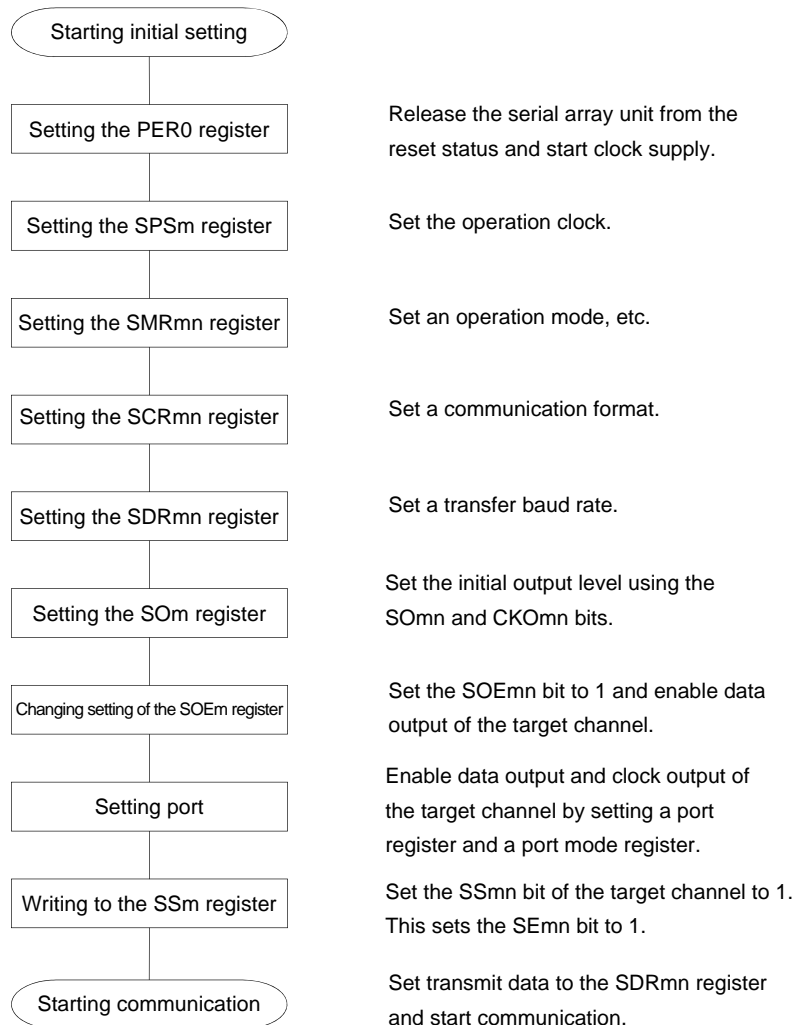 Starting initial setting
Setting the PER0 register
Release the serial array unit from the
reset status and start clock supply.
Setting the SPSm register
Set the operation clock.
Setting the SMRmn register
Set an operation mode, etc.
Setting the SCRmn register
Set a communication format.
Setting the SDRmn register
Set a transfer baud rate.
Setting the SOm register
Set the initial output level using the
SOmn and CKOmn bits.
Changing setting of the SOEm register
Set the SOEmn bit to 1 and enable data
output of the target channel.
Setting port
Enable data output and clock output of
the target channel by setting a port
register and a port mode register.
Writing to the SSm register
Set the SSmn bit of the target channel to 1.
This sets the SEmn bit to 1.
Starting communication
Set transmit data to the SDRmn register
and start communication.